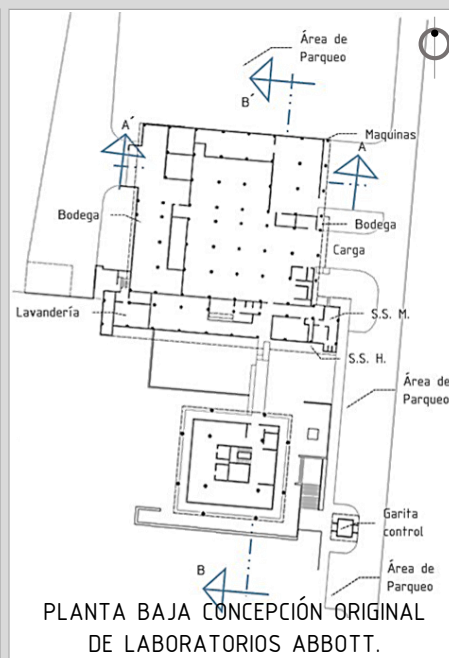 Área de
Parqueo
B´
Maquinas
A´
A
Bodega
Bodega
Carga
Lavandería
S.S. M.
S.S. H.
Área de
Parqueo
Garita
control
Área de
Parqueo
B
PLANTA BAJA CONCEPCIÓN ORIGINAL
DE LABORATORIOS ABBOTT.